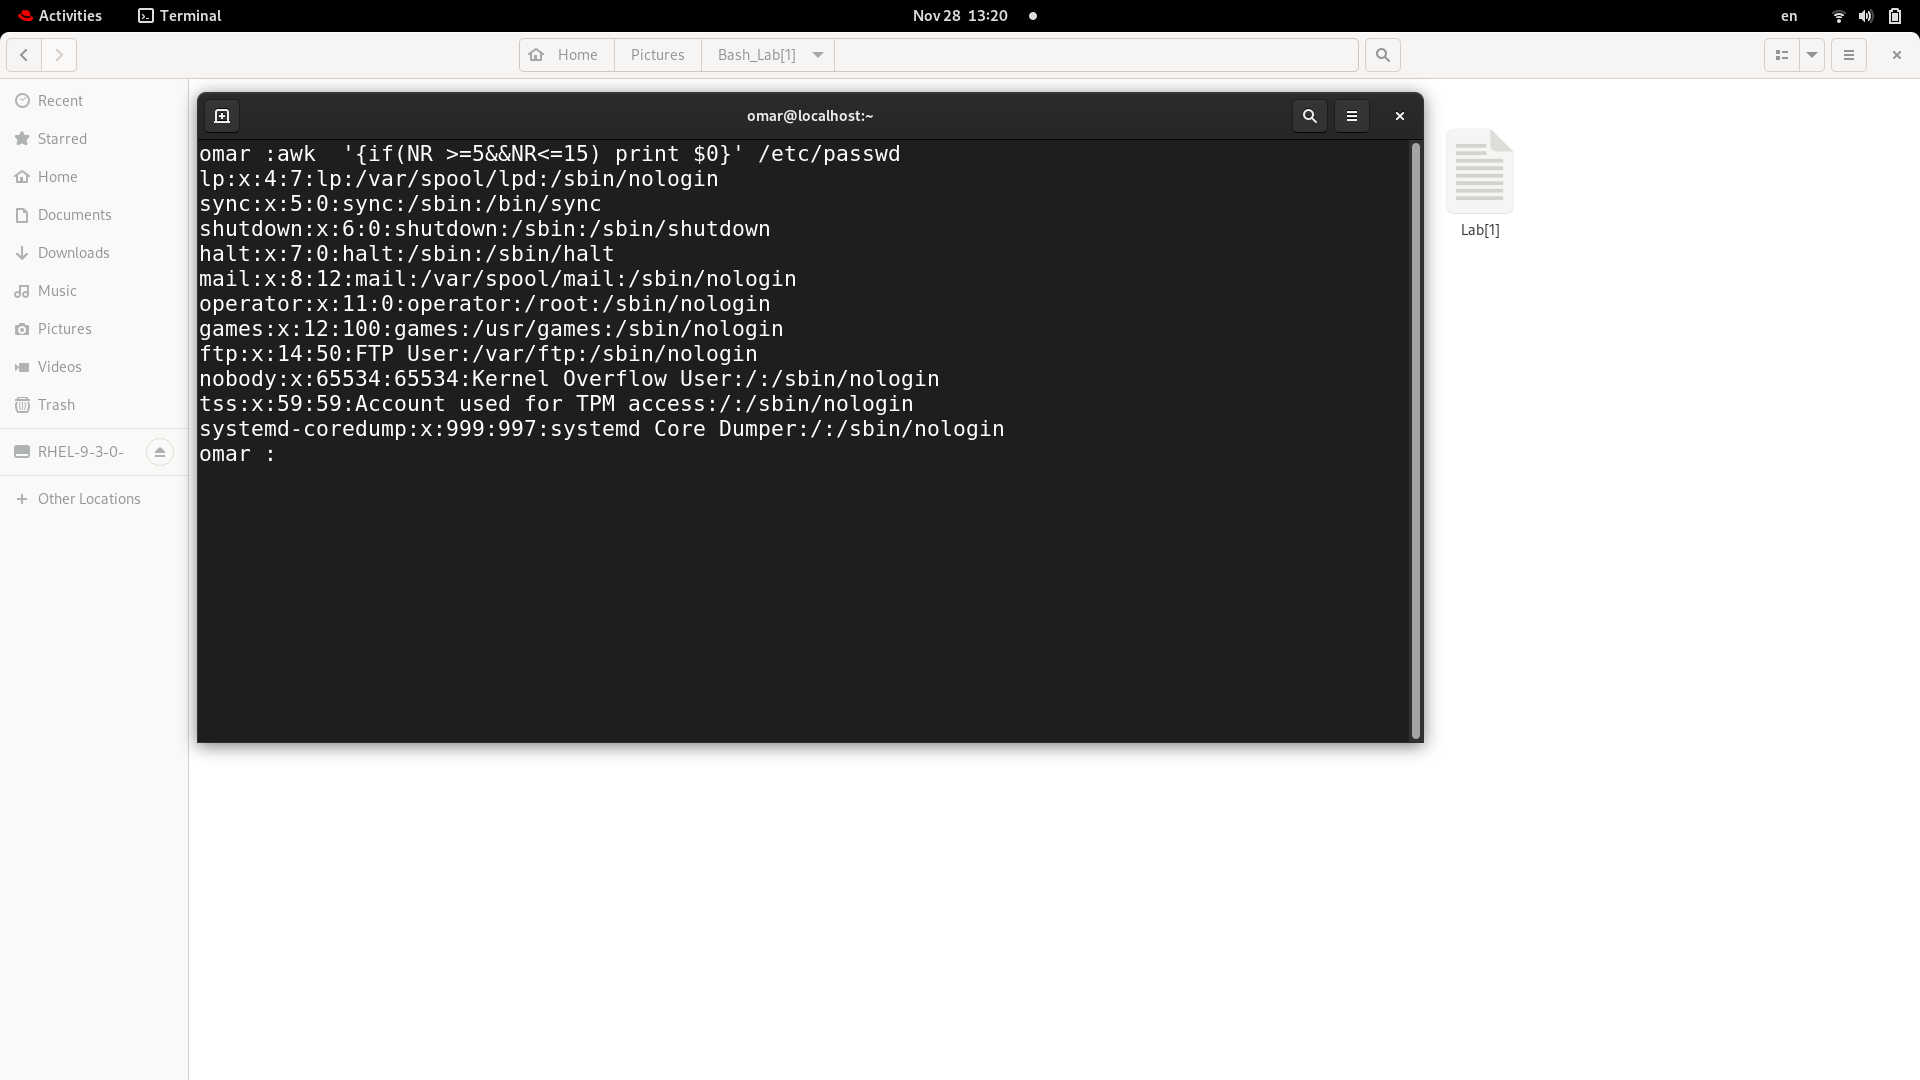 Activities
Terminal
Nov 28 13:20
en
Home
Pictures
Bash_Lab[1]
Recent
Starred
Home
Documents
Downloads
Music
Pictures
Videos
Trash
RHEL-9-3-0-
Other Locations
omar@localhost:~
omar :awk  '{if(NR >=5&&NR<=15) print $0}' /etc/passwd
lp:x:4:7:lp:/var/spool/lpd:/sbin/nologin
sync:x:5:0:sync:/sbin:/bin/sync
shutdown:x:6:0:shutdown:/sbin:/sbin/shutdown
halt:x:7:0:halt:/sbin:/sbin/halt
mail:x:8:12:mail:/var/spool/mail:/sbin/nologin
operator:x:11:0:operator:/root:/sbin/nologin
games:x:12:100:games:/usr/games:/sbin/nologin
ftp:x:14:50:FTP User:/var/ftp:/sbin/nologin
nobody:x:65534:65534:Kernel Overflow User:/:/sbin/nologin
tss:x:59:59:Account used for TPM access:/:/sbin/nologin
systemd-coredump:x:999:997:systemd Core Dumper:/:/sbin/nologin
omar :
Lab[1]